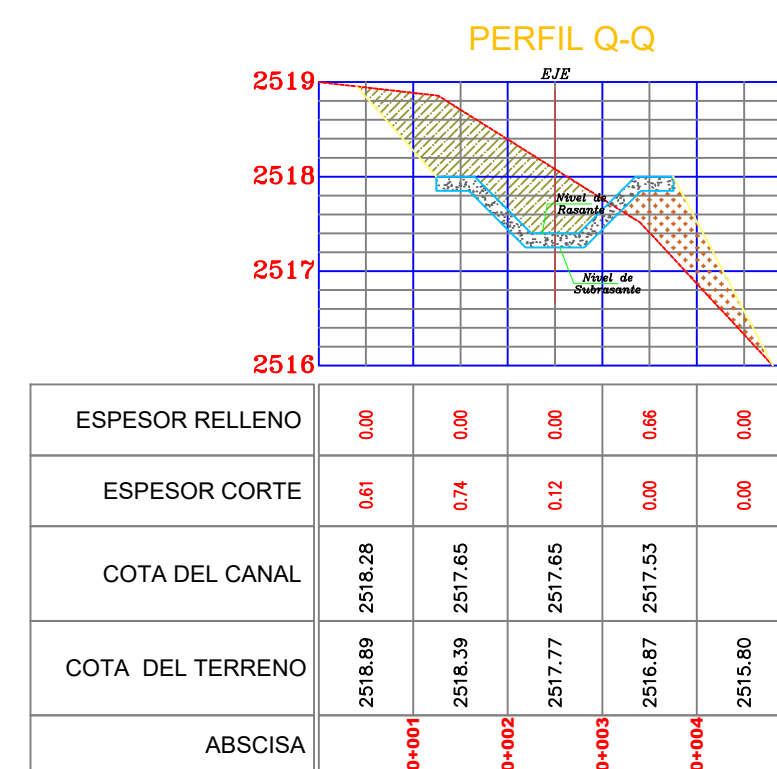 PERFIL Q-Q
EJE
2519
2518
2517
2516
Nivel de
Rasante
Nivel de
Subrasante
ESPESOR RELLENO 0.00 0.00 0.00 0.66 0.00
ESPESOR CORTE 0.61 0.74 0.12 0.00 0.00
COTA DEL CANAL 2518.28 2517.65 2517.65 2517.53
COTA DEL TERRENO 2518.89 2518.39 2517.77 2516.87 2515.80
ABSCISA 0+001 0+002 0+003 0+004